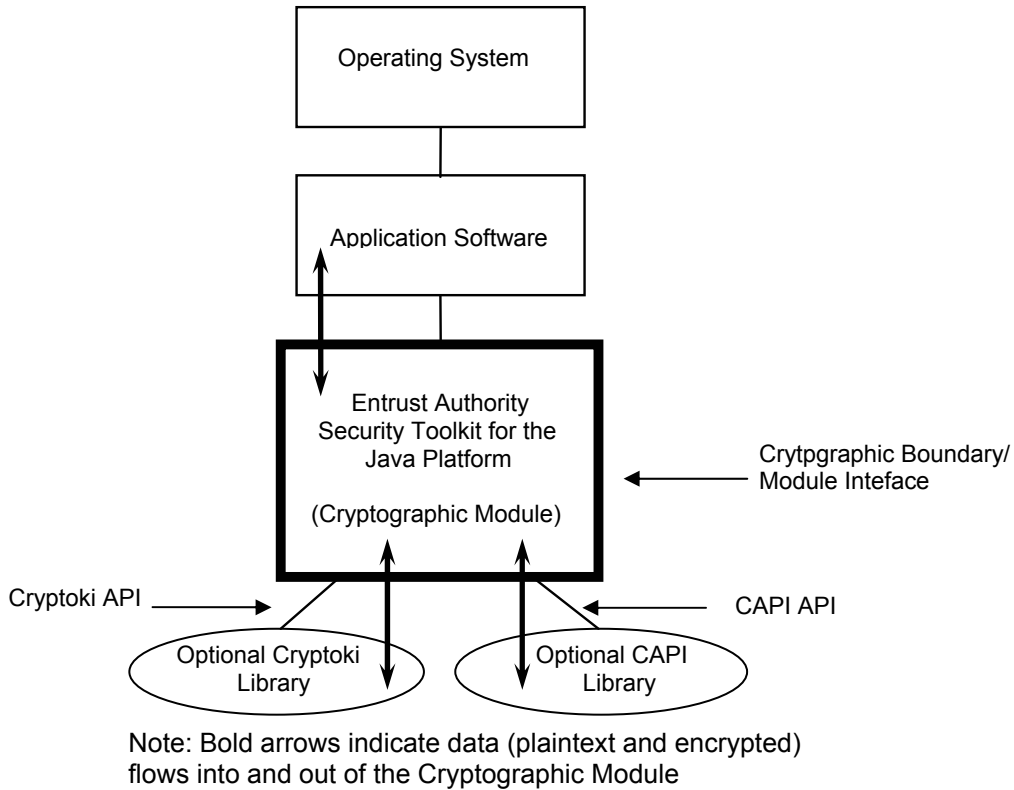 Operating System
Application Software
Entrust Authority
Security Toolkit for the
Java Platform
(Cryptographic Module)
Crytpgraphic Boundary/
Module Inteface
Cryptoki API
CAPI API
Optional Cryptoki
Library
Optional CAPI
Library
Note: Bold arrows indicate data (plaintext and encrypted)
flows into and out of the Cryptographic Module